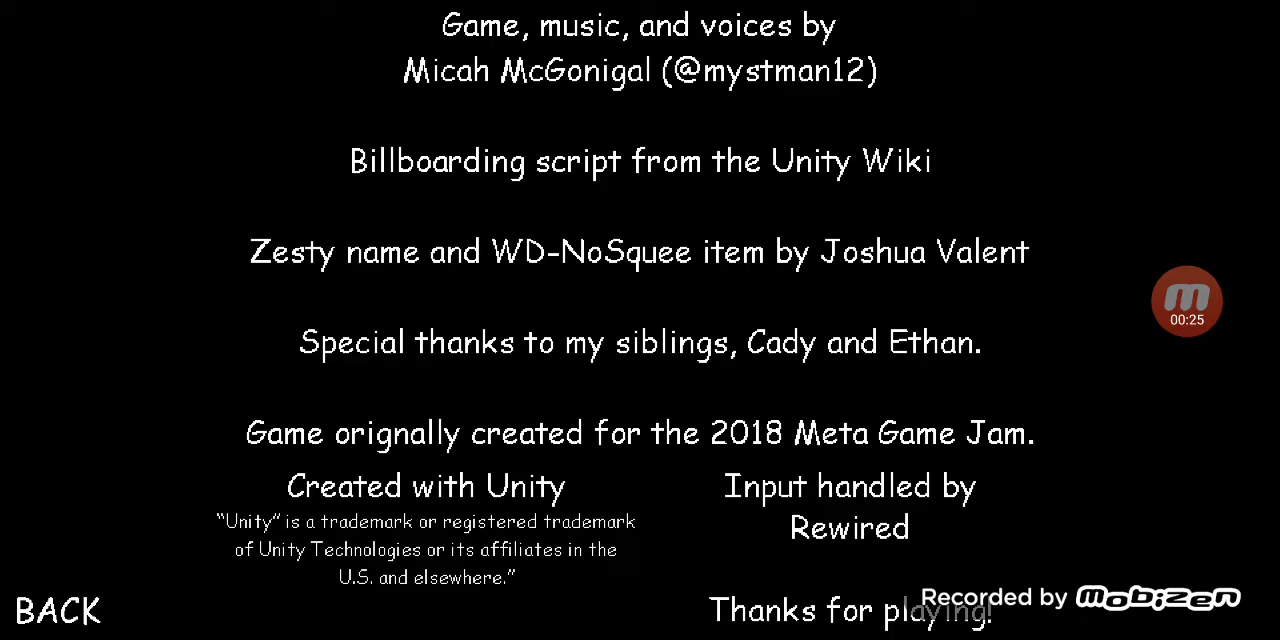 Game, music, and voices by
Micah McGonigal (@mystman12)
Billboarding script from the Unity Wiki
Zesty name and WD-NoSquee item by Joshua Valent
Special thanks to my siblings, Cady and Ethan.
00:25
Game orignally created for the 2018 Meta Game Jam.
Created with Unity
"Unity" is a trademark or registered trademark
of Unity Technologies or its affiliates in the
U.S. and elsewhere."
Input handled by
Rewired
BACK
Thanks for playing!
Recorded by mobizen